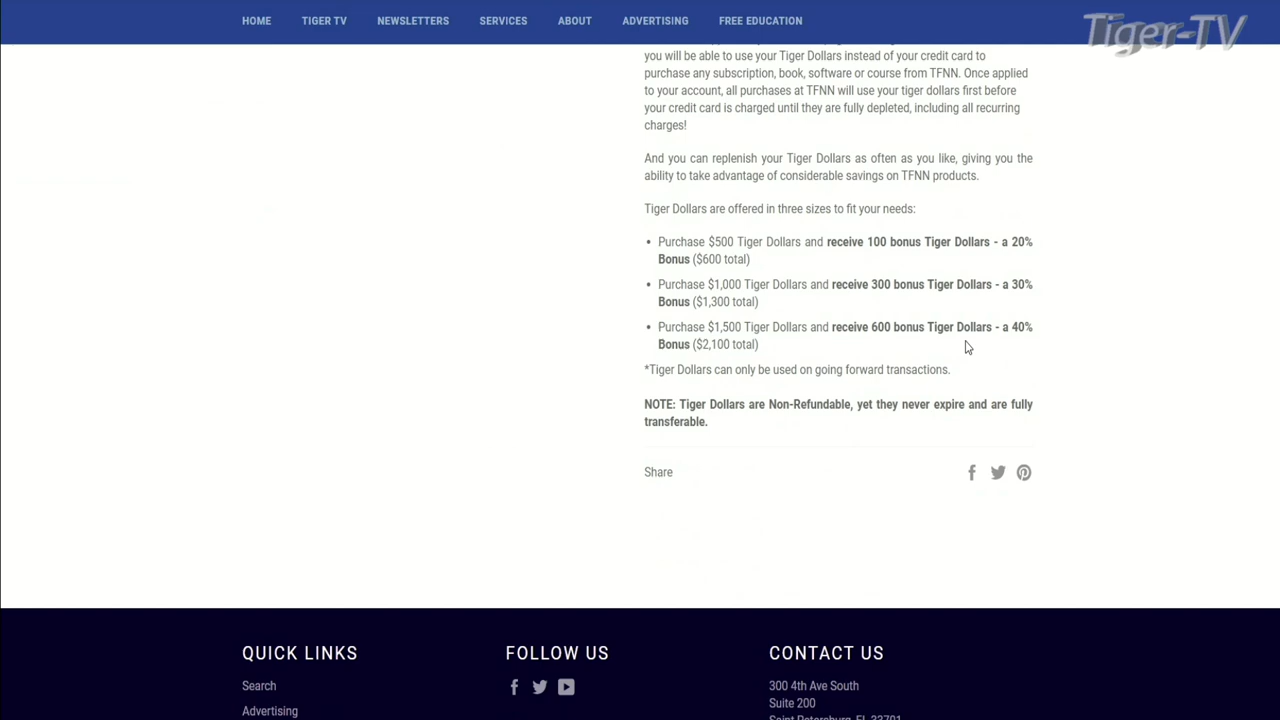 HOME TIGER TV NEWSLETTERS SERVICES ABOUT ADVERTISING FREE EDUCATION
Tiger-TV
you will be able to use your Tiger Dollars instead of your credit card to
purchase any subscription, book, software or course from TFNN. Once applied
to your account, all purchases at TFNN will use your tiger dollars first before
your credit card is charged until they are fully depleted, including all recurring
charges!
And you can replenish your Tiger Dollars as often as you like, giving you the
ability to take advantage of considerable savings on TFNN products.
Tiger Dollars are offered in three sizes to fit your needs:
• Purchase $500 Tiger Dollars and receive 100 bonus Tiger Dollars - a 20%
Bonus ($600 total)
• Purchase $1,000 Tiger Dollars and receive 300 bonus Tiger Dollars - a 30%
Bonus ($1,300 total)
• Purchase $1,500 Tiger Dollars and receive 600 bonus Tiger Dollars - a 40%
Bonus ($2,100 total)
*Tiger Dollars can only be used on going forward transactions.
NOTE: Tiger Dollars are Non-Refundable, yet they never expire and are fully
transferable.
Share
QUICK LINKS
Search
Advertising
FOLLOW US
CONTACT US
300 4th Ave South
Suite 200
Saint Petersburg, FL 33701